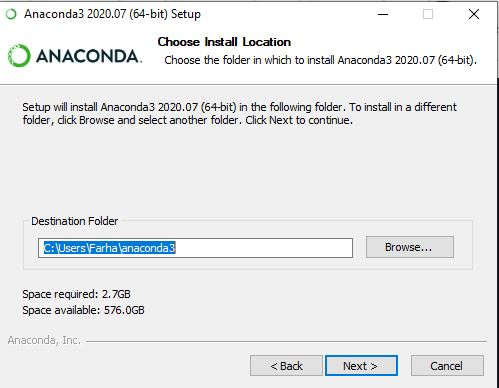 Anaconda3 2020.07 (64-bit) Setup
ANACONDA.
Choose Install Location
Choose the folder in which to install Anaconda3 2020.07 (64-bit).
Setup will install Anaconda3 2020.07 (64-bit) in the following folder. To install in a different
folder, click Browse and select another folder. Click Next to continue.
Destination Folder
C:\Users\Farha\anaconda3
Browse...
Space required: 2.7GB
Space available: 576.0GB
Anaconda, Inc.
< Back
Next >
Cancel